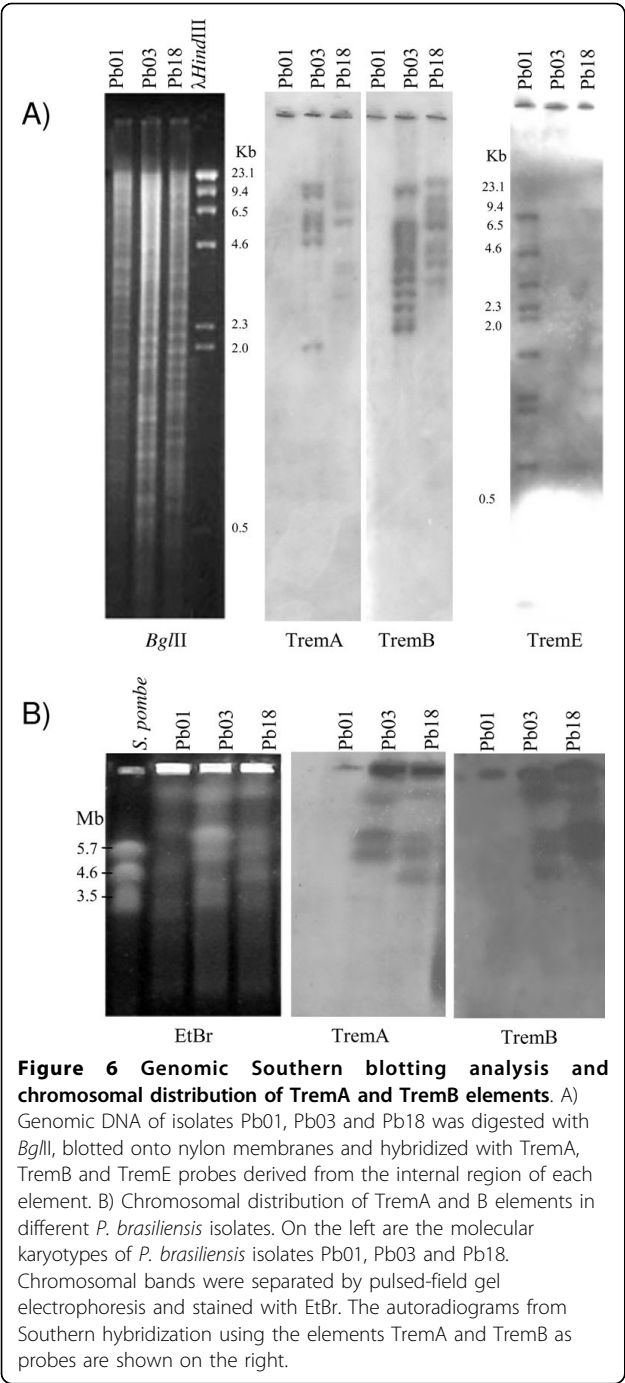 A)
Pb01 Pb03 Pb18 λHindIII
Pb01 Pb03 Pb18
Pb01 Pb03 Pb18
Pb01 Pb03 Pb18
Kb
23.1
9.4
6.5
4.6
2.3
2.0
0.5
Kb
23.1
9.4
6.5
4.6
2.3
2.0
0.5
BglII TremA TremB TremE
B)
S. pombe Pb01 Pb03 Pb18
Pb01 Pb03 Pb18
Pb01 Pb03 Pb18
Mb
5.7
4.6
3.5
EtBr TremA TremB
Figure 6 Genomic Southern blotting analysis and
chromosomal distribution of TremA and TremB elements. A)
Genomic DNA of isolates Pb01, Pb03 and Pb18 was digested with
BglII, blotted onto nylon membranes and hybridized with TremA,
TremB and TremE probes derived from the internal region of each
element. B) Chromosomal distribution of TremA and B elements in
different P. brasiliensis isolates. On the left are the molecular
karyotypes of P. brasiliensis isolates Pb01, Pb03 and Pb18.
Chromosomal bands were separated by pulsed-field gel
electrophoresis and stained with EtBr. The autoradiograms from
Southern hybridization using the elements TremA and TremB as
probes are shown on the right.